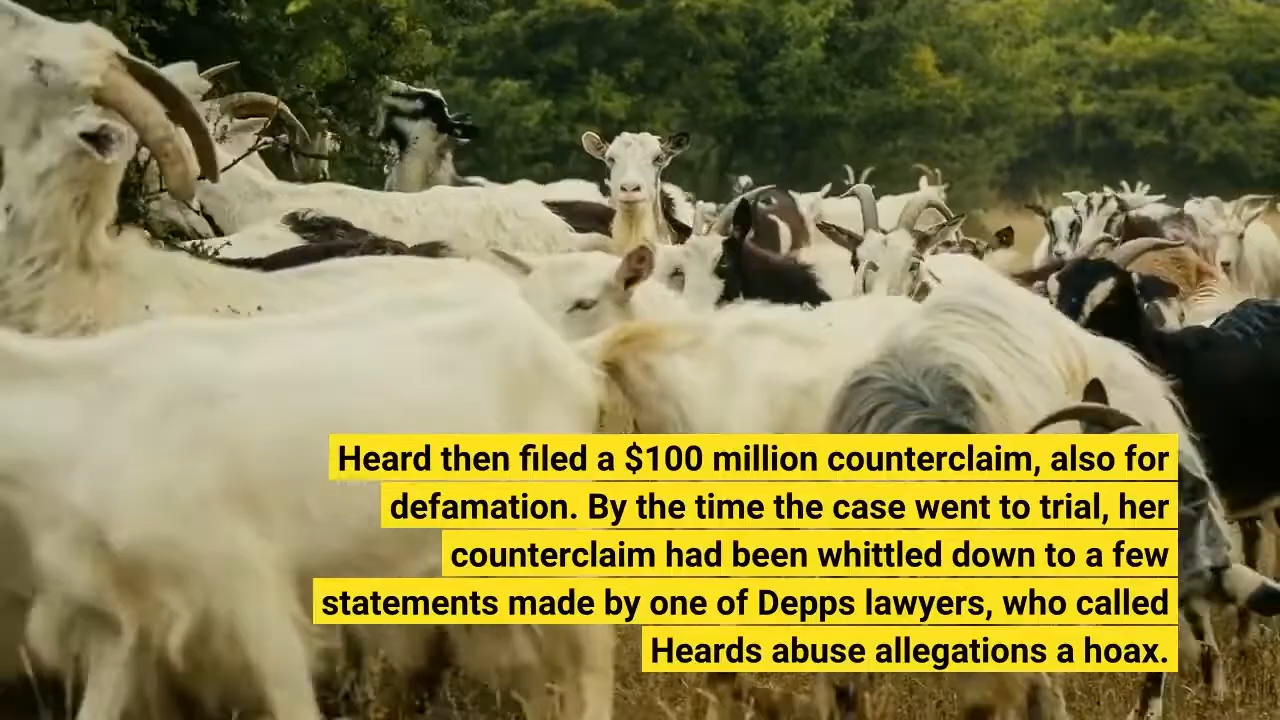 Heard then filed a $100 million counterclaim, also for
defamation. By the time the case went to trial, her
counterclaim had been whittled down to a few
statements made by one of Depps lawyers, who called
Heards abuse allegations a hoax.